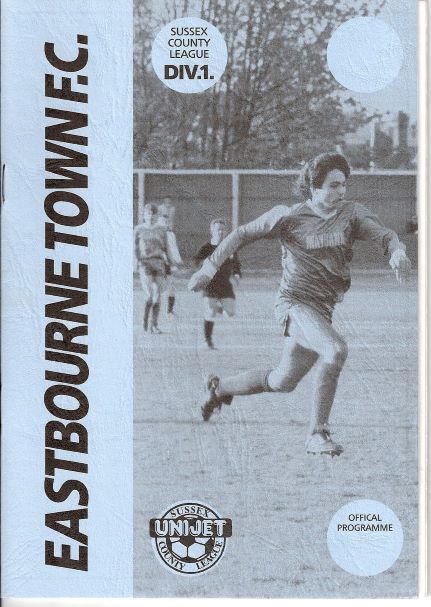 EASTBOURNE TOWN F.C.
SUSSEX
COUNTY
LEAGUE
DIV.1.
SUSSEX
UNIJET
COUNTY LEAGUE
OFFICAL
PROGRAMME